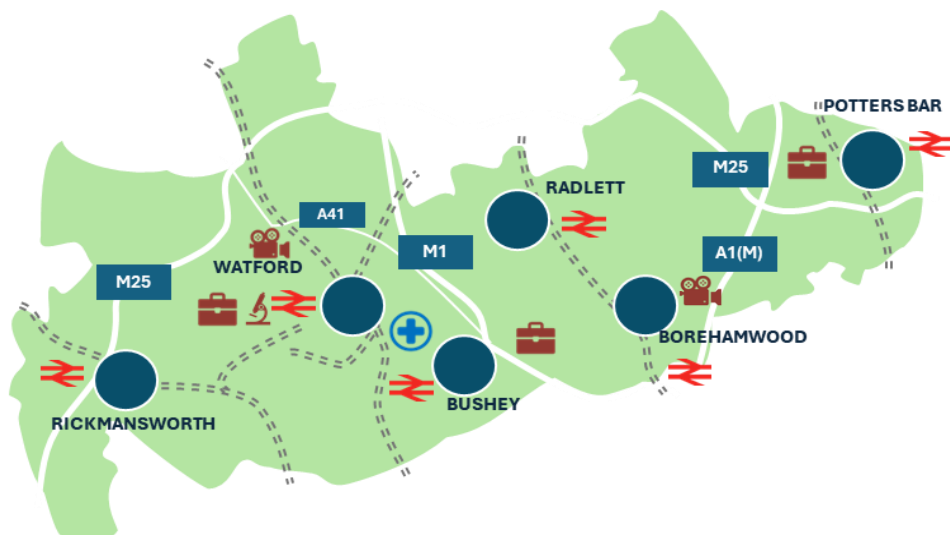 POTTERS BAR
M25
RADLETT
A41
M1
A1(M)
WATFORD
M25
BOREHAMWOOD
BUSHEY
RICKMANSWORTH